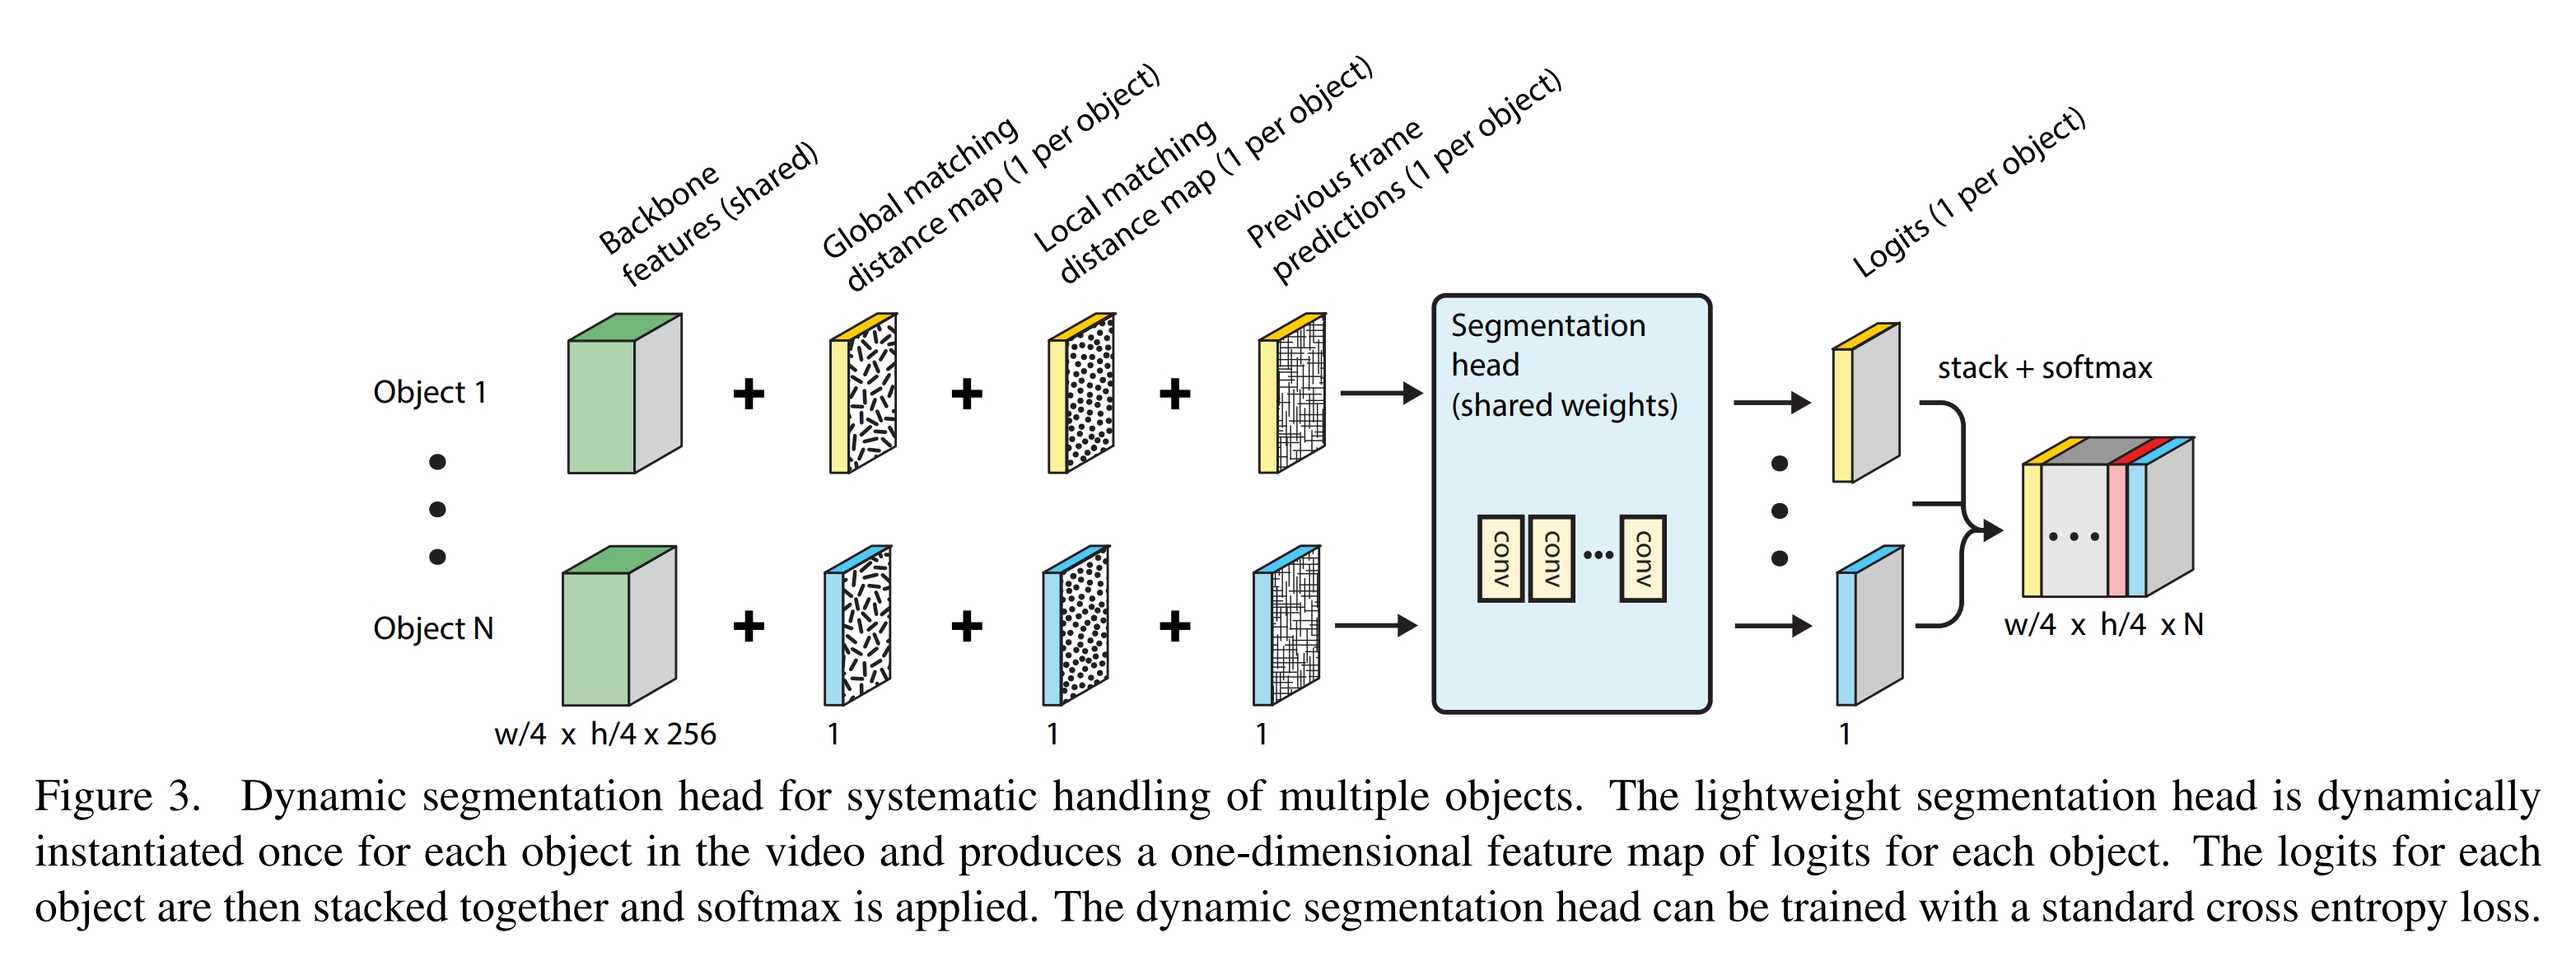 Backbone
features (shared)
Global matching
distance map (1 per object)
Local matching
distance map (1 per object)
Previous frame
predictions (1 per object)
Logits (1 per object)
Object 1
Segmentation
head
(shared weights)
stack + softmax
conv
conv
conv
Object N
w/4 x h/4 x N
w/4 x h/4 x 256
1
1
1
1
Figure 3. Dynamic segmentation head for systematic handling of multiple objects. The lightweight segmentation head is dynamically
instantiated once for each object in the video and produces a one-dimensional feature map of logits for each object. The logits for each
object are then stacked together and softmax is applied. The dynamic segmentation head can be trained with a standard cross entropy loss.